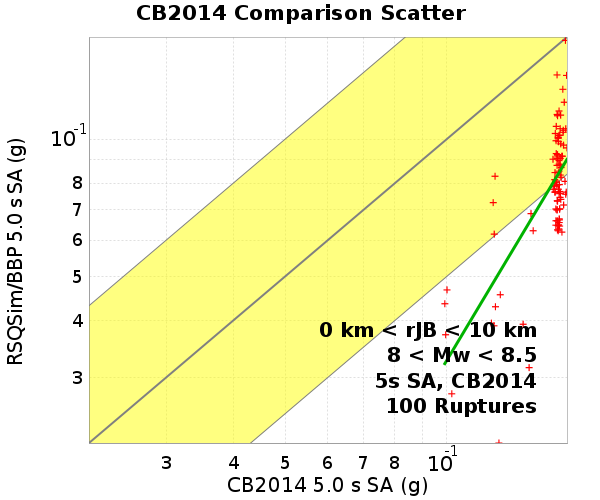 CB2014 Comparison Scatter
RSQSim/BBP 5.0 s SA (g)
10⁻¹
8
7
6
5
4
3
0 km < rJB < 10 km
8 < Mw < 8.5
5s SA, CB2014
100 Ruptures
3 4 5 6 7 8 10⁻¹
CB2014 5.0 s SA (g)